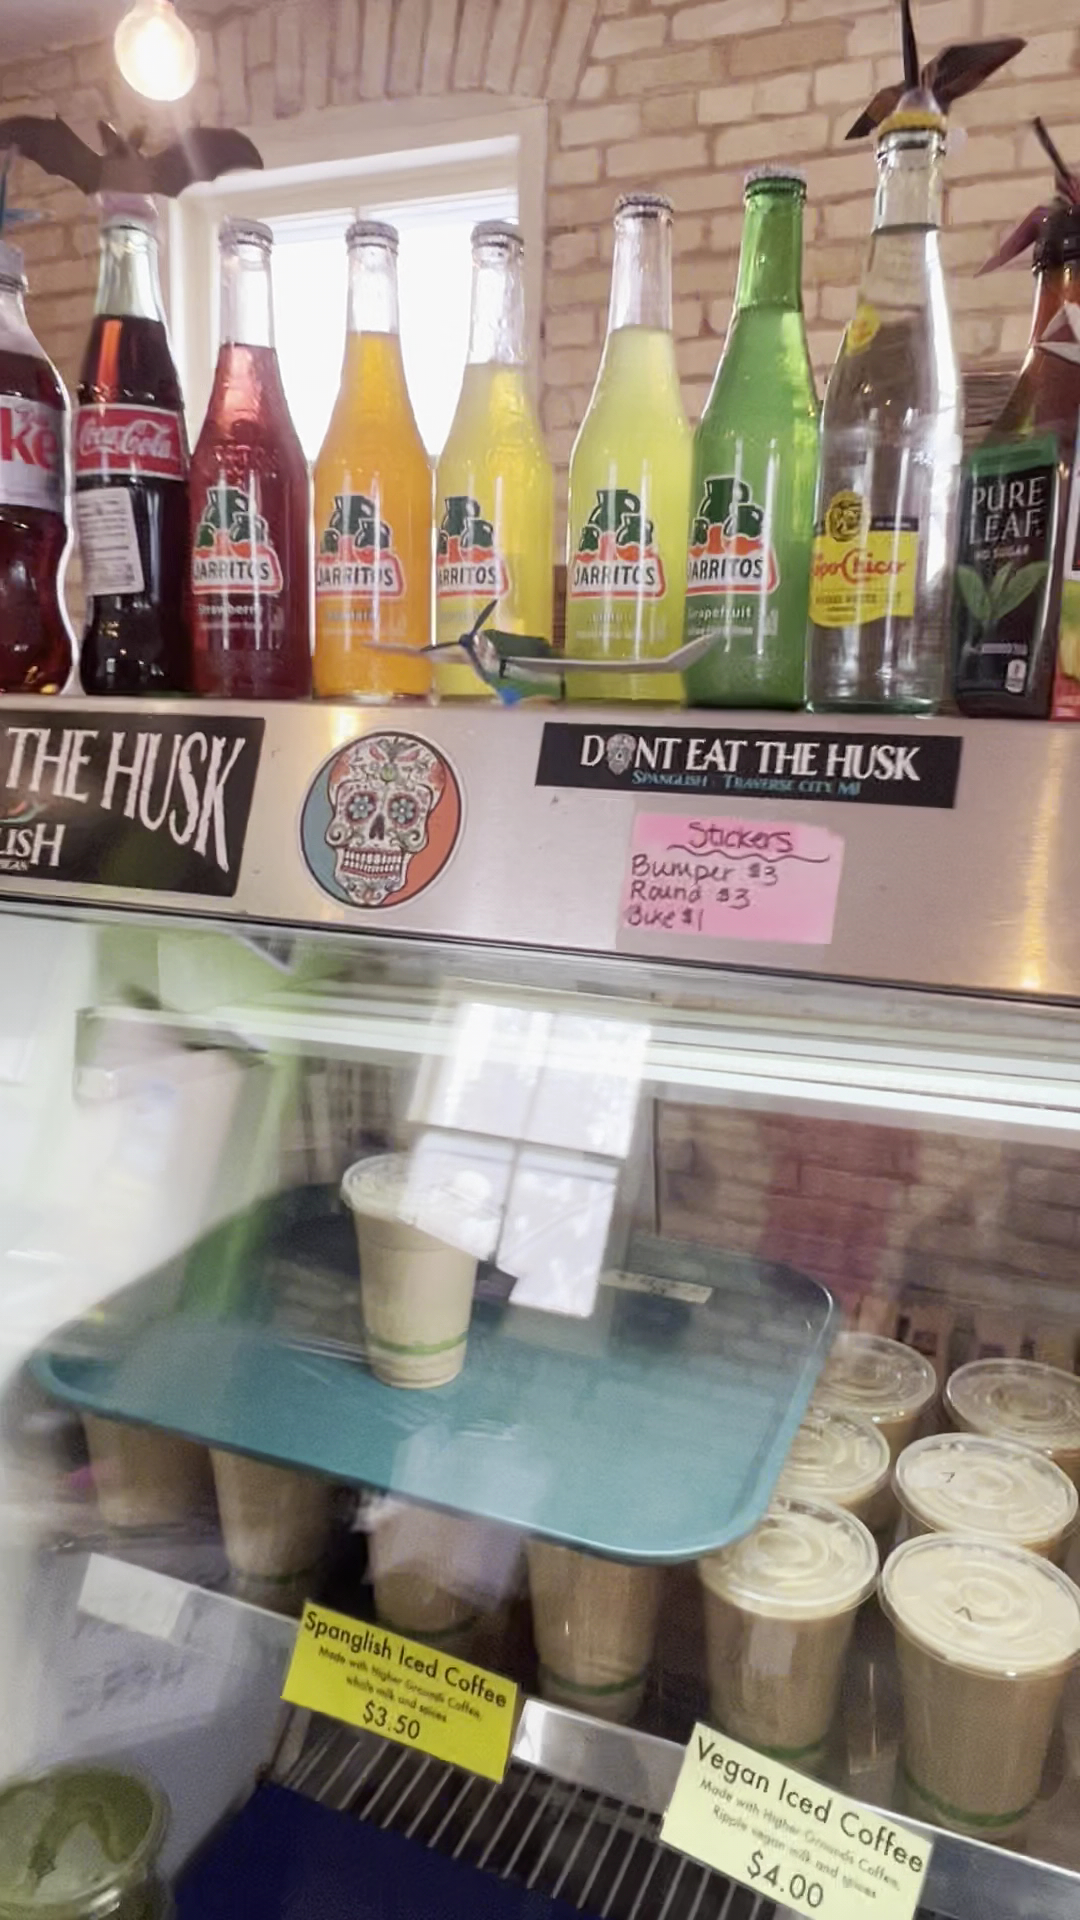 ke
Coca-Cola
JARRITOS
Strawberry
JARRITOS
JARRITOS
JARRITOS
JARRITOS
Grapefruit
Topo Chico
PURE
LEAF
NO SUGAR
THE HUSK
LISH
DONT EAT THE HUSK
SPANGLISH · TRAVERSE CITY MI
Stickers
Bumper $3
Round $3
Bike $1
Spanglish Iced Coffee
Made with Higher Grounds Coffee,
whole milk and spices
$3.50
Vegan Iced Coffee
Made with Higher Grounds Coffee,
Ripple vegan milk and spices
$4.00